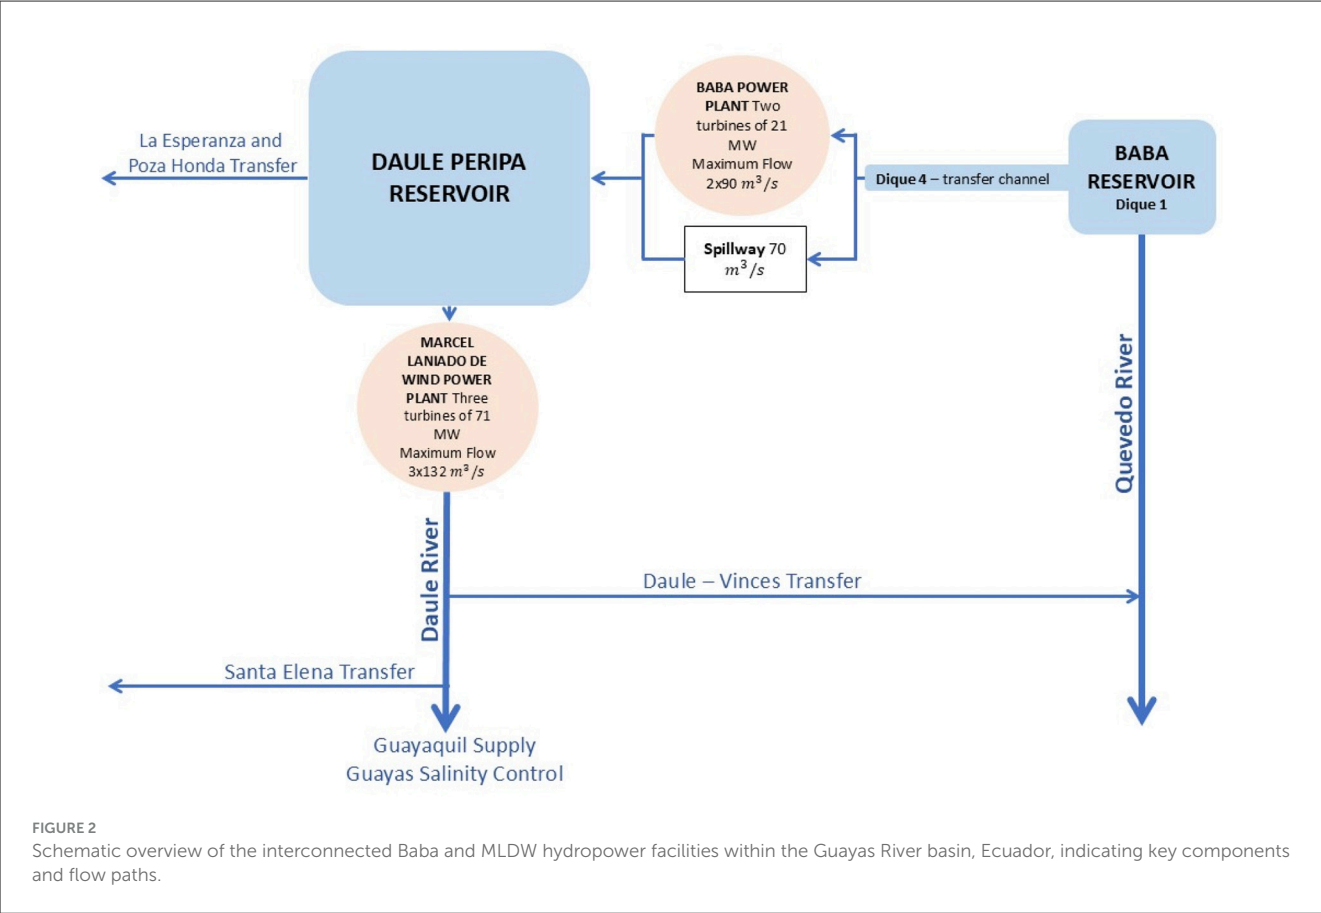 La Esperanza and
Poza Honda Transfer
DAULE PERIPA
RESERVOIR
BABA POWER
PLANT Two
turbines of 21
MW
Maximum Flow
2x90 m³/s
Spillway 70
m³/s
Dique 4 – transfer channel
BABA
RESERVOIR
Dique 1
MARCEL
LANIADO DE
WIND POWER
PLANT Three
turbines of 71
MW
Maximum Flow
3x132 m³/s
Quevedo River
Daule River
Daule – Vinces Transfer
Santa Elena Transfer
Guayaquil Supply
Guayas Salinity Control
FIGURE 2
Schematic overview of the interconnected Baba and MLDW hydropower facilities within the Guayas River basin, Ecuador, indicating key components
and flow paths.